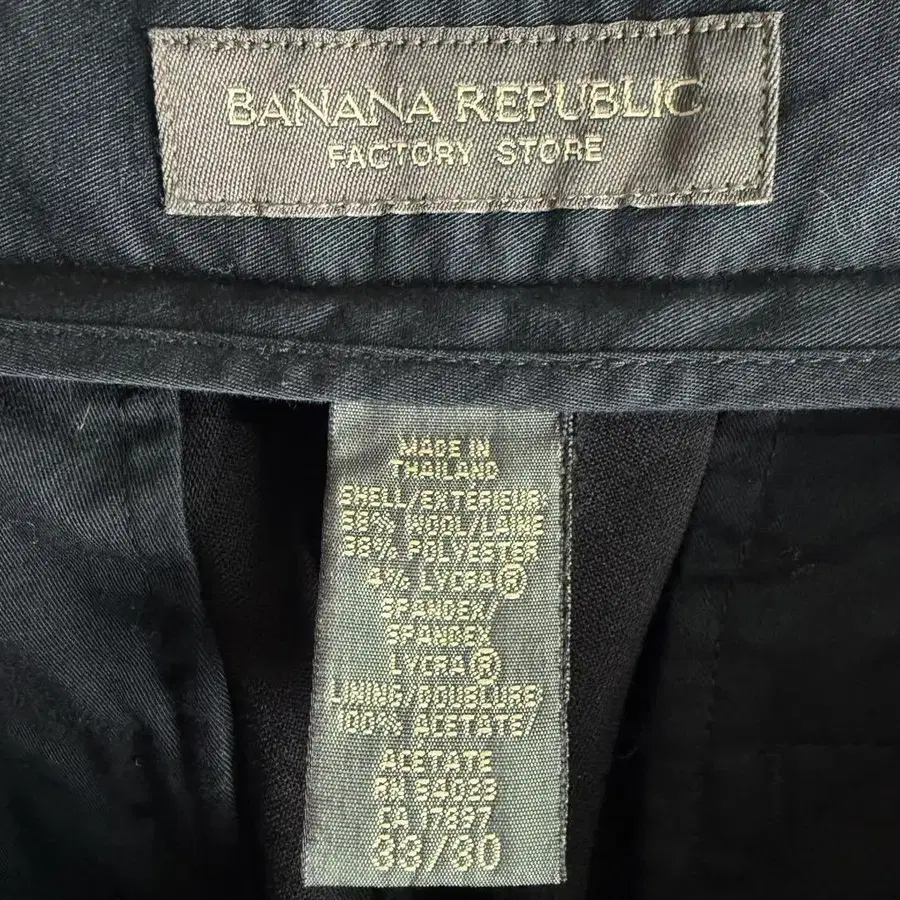 BANANA REPUBLIC
FACTORY STORE
MADE IN
THAILAND
SHELL/EXTERIEUR
58% WOOL/LAINE
38% POLYESTER
4% LYCRA®
SPANDEX/
SPANDEX
LYCRA®
LINING/DOUBLURE
100% ACETATE/
ACETATE
RN 54023
CA 17897
33/30